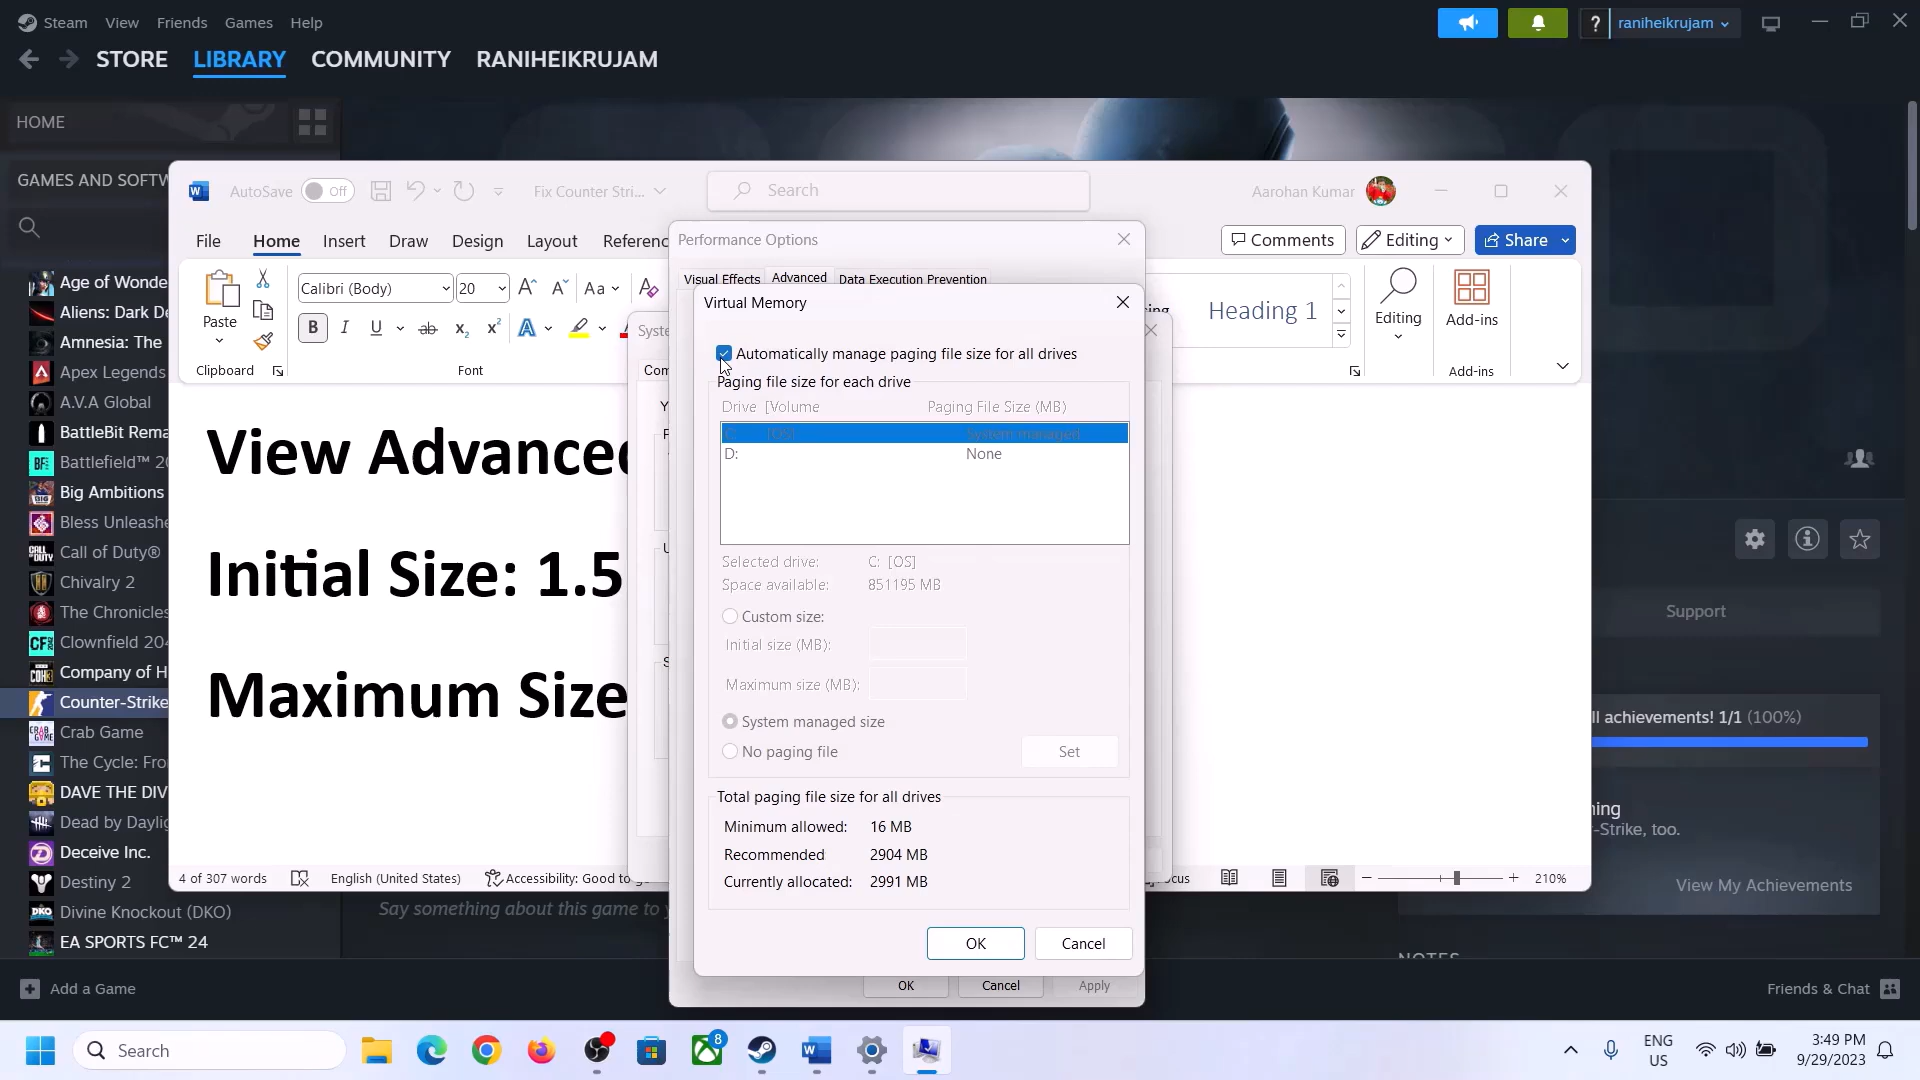 Steam View Friends Games Help
? raniheikrujam
STORE LIBRARY COMMUNITY RANIHEIKRUJAM
HOME
GAMES AND SOFTW
Age of Wonde
Aliens: Dark De
Amnesia: The
Apex Legends
A.V.A Global
BattleBit Rema
Battlefield™ 20
Big Ambitions
Bless Unleashe
Call of Duty®
Chivalry 2
The Chronicles
Clownfield 204
Company of H
Counter-Strike
Crab Game
The Cycle: Fro
DAVE THE DIV
Dead by Daylig
Deceive Inc.
Destiny 2
Divine Knockout (DKO)
EA SPORTS FC™ 24
Add a Game
AutoSave Off Fix Counter Stri... Search Aarohan Kumar
File Home Insert Draw Design Layout Referenc Comments Editing Share
Paste
Calibri (Body) 20 Aa
B I U ab
Heading 1
Editing
Add-ins
Clipboard Font Add-ins
View Advanced
Initial Size: 1.5
Maximum Size
4 of 307 words English (United States) Accessibility: Good to 210%
Performance Options
Visual Effects Advanced Data Execution Prevention
Virtual Memory
Automatically manage paging file size for all drives
Paging file size for each drive
Drive [Volume Paging File Size (MB)
C: [OS] System managed
D: None
Selected drive: C: [OS]
Space available: 851195 MB
Custom size:
Initial size (MB):
Maximum size (MB):
System managed size
No paging file Set
Total paging file size for all drives
Minimum allowed: 16 MB
Recommended 2904 MB
Currently allocated: 2991 MB
OK Cancel
OK Cancel Apply
Support
ll achievements! 1/1 (100%)
-Strike, too.
View My Achievements
Say something about this game to
NOTES
Friends & Chat
Search
8
ENG
US
3:49 PM
9/29/2023